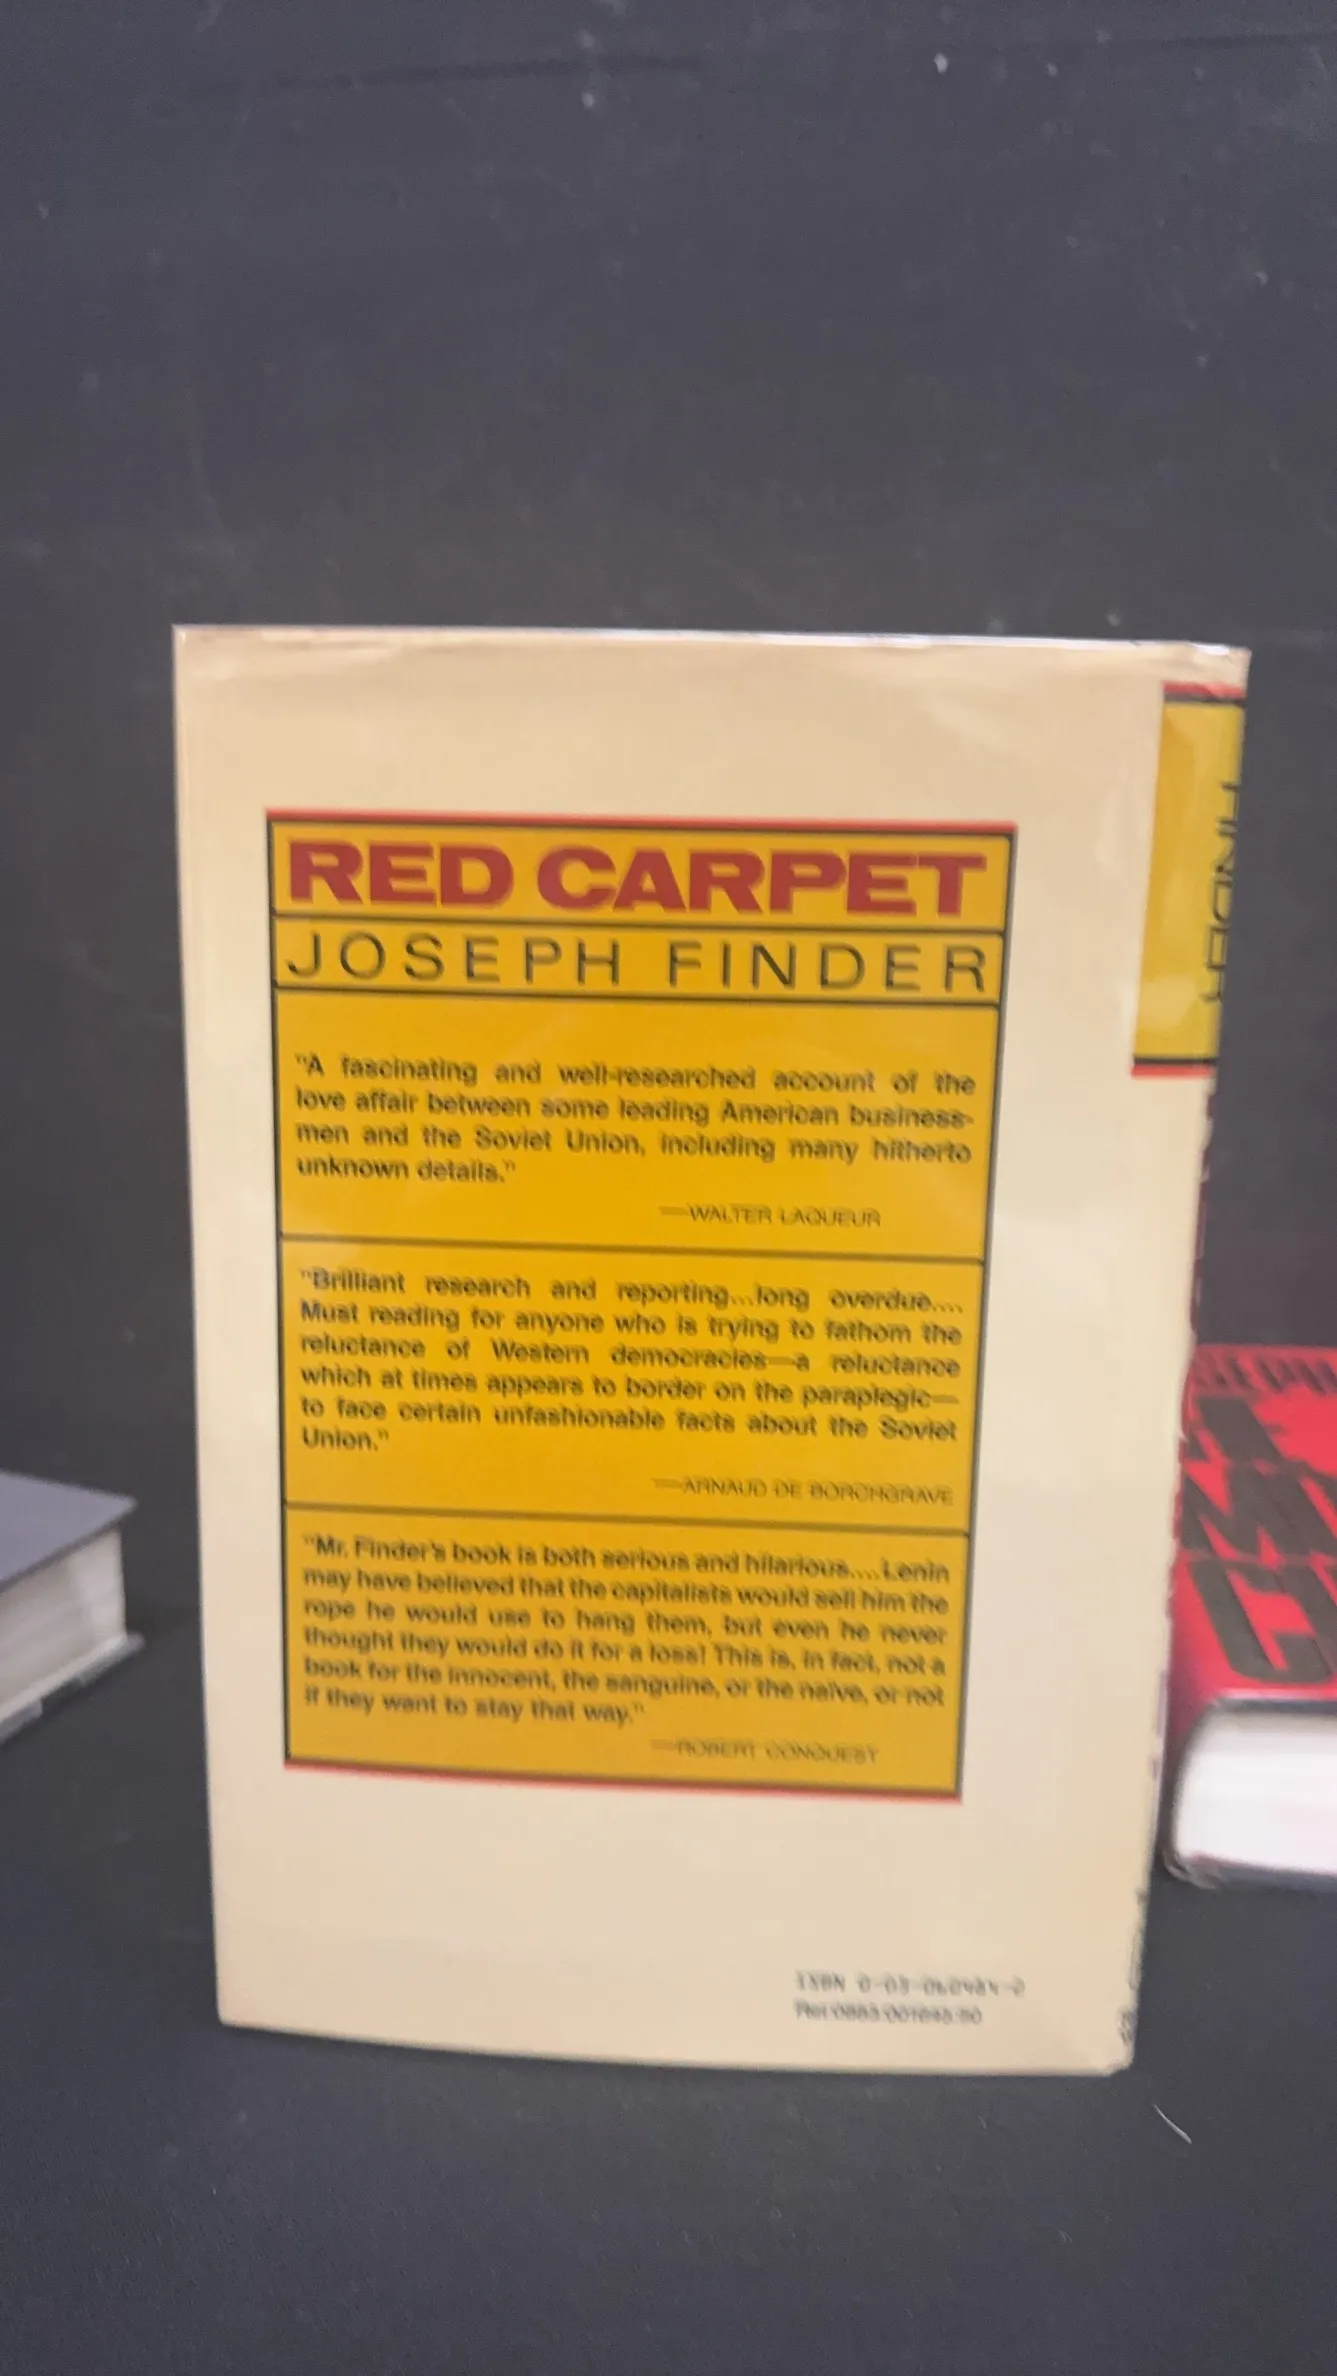 RED CARPET
JOSEPH FINDER
"A fascinating and well-researched account of the
love affair between some leading American business-
men and the Soviet Union, including many hitherto
unknown details."
—WALTER LAQUEUR
"Brilliant research and reporting...long overdue....
Must reading for anyone who is trying to fathom the
reluctance of Western democracies—a reluctance
which at times appears to border on the paraplegic—
to face certain unfashionable facts about the Soviet
Union."
—ARNAUD DE BORCHGRAVE
"Mr. Finder's book is both serious and hilarious....Lenin
may have believed that the capitalists would sell him the
rope he would use to hang them, but even he never
thought they would do it for a loss! This is, in fact, not a
book for the innocent, the sanguine, or the naive, or not
if they want to stay that way."
—ROBERT CONQUEST
ISBN 0-03-060484-2
FINDER